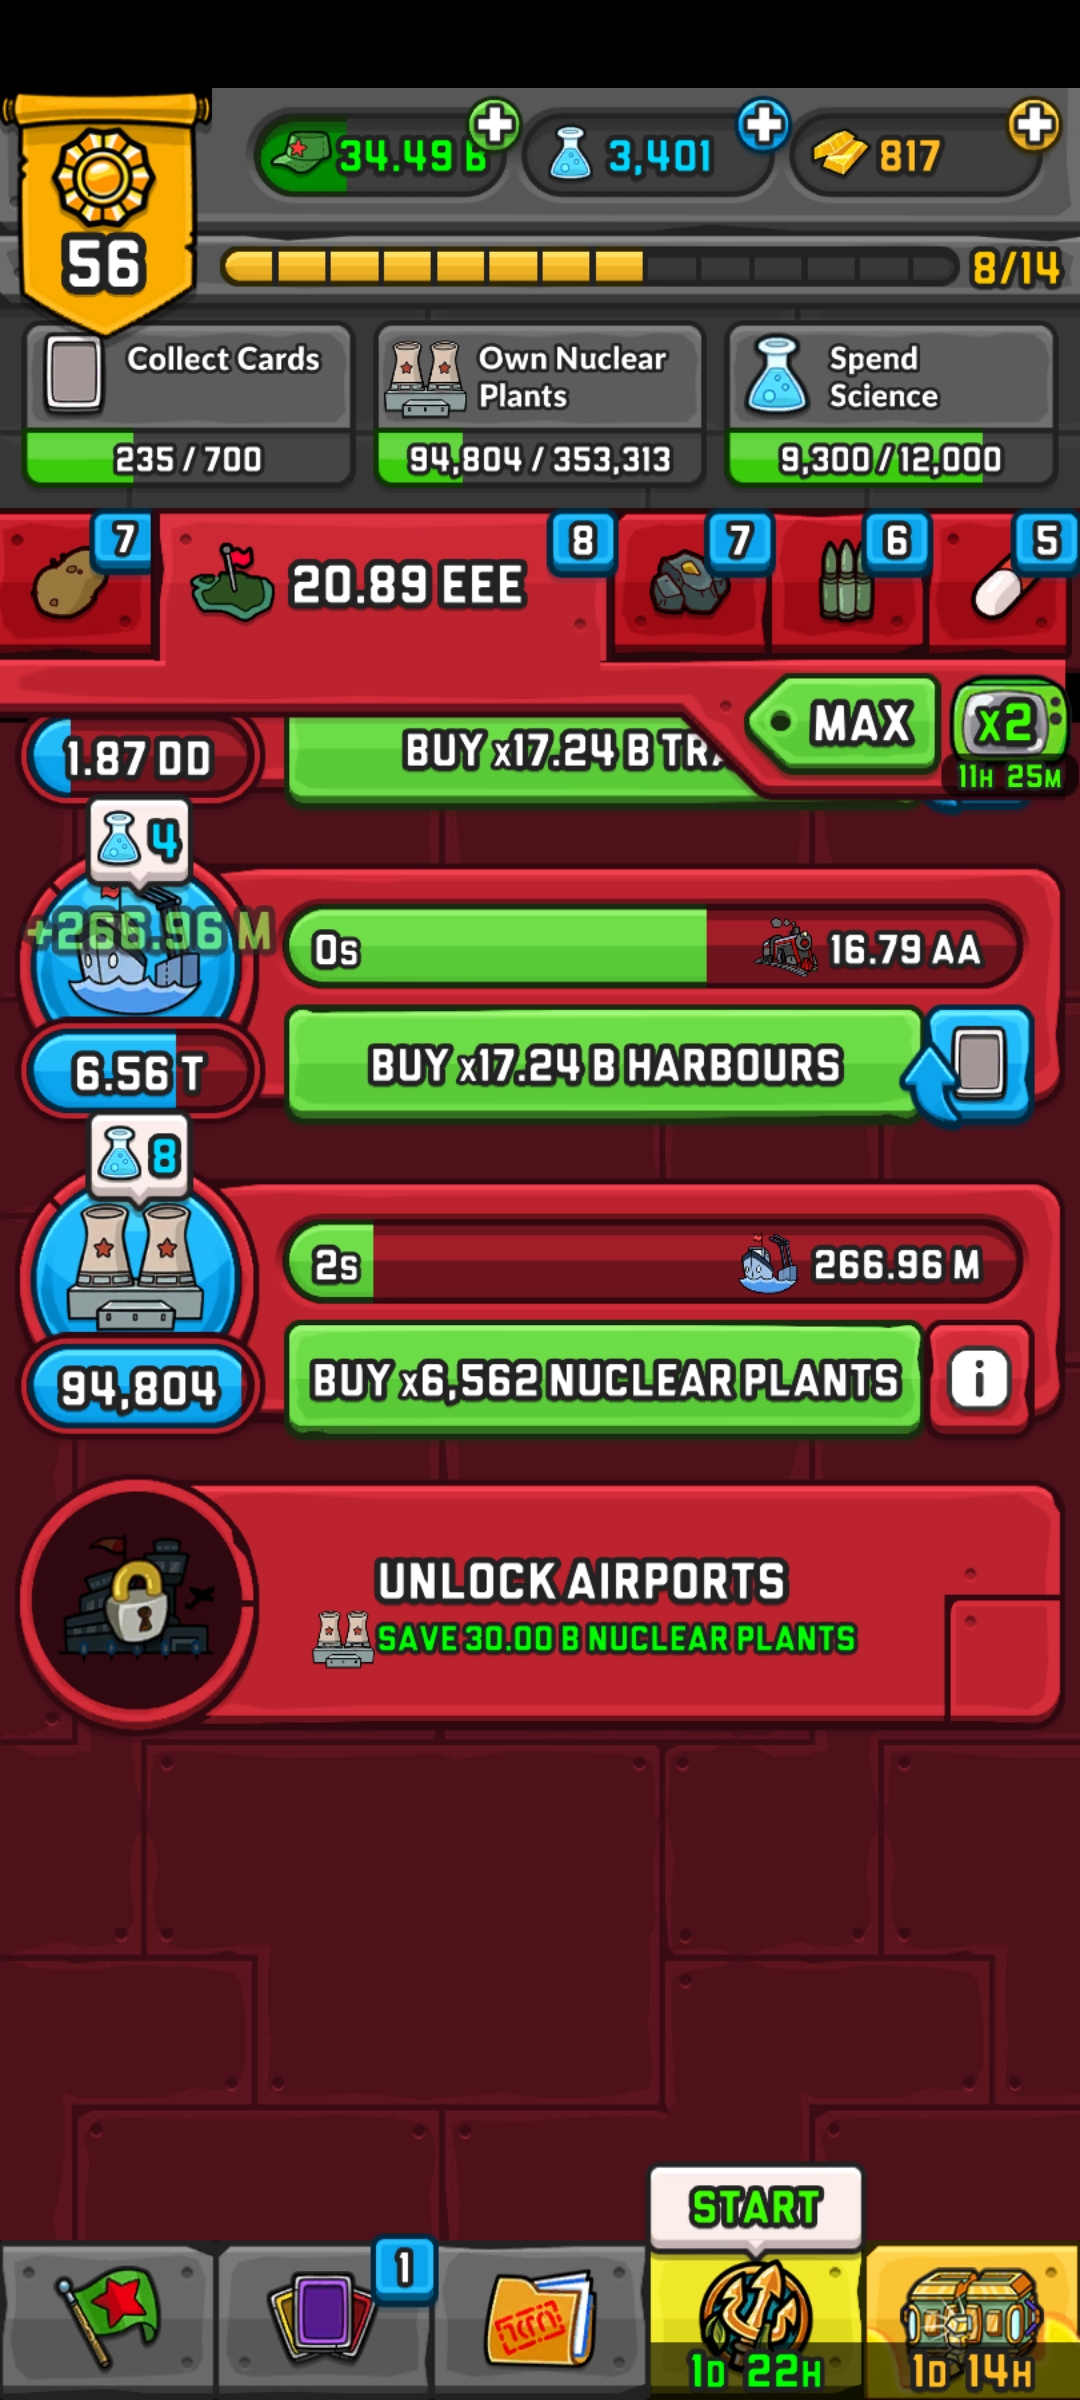 34.49 B
3,401
817
56
8/14
Collect Cards
235 / 700
Own Nuclear
Plants
94,804 / 353,313
Spend
Science
9,300 / 12,000
7
20.89 EEE
8
7
6
5
MAX
x2
11H 25M
1.87 DD
BUY x17.24 B TRA
4
+266.96 M
0s
16.79 AA
6.56 T
BUY x17.24 B HARBOURS
8
2s
266.96 M
94,804
BUY x6,562 NUCLEAR PLANTS
i
UNLOCK AIRPORTS
SAVE 30.00 B NUCLEAR PLANTS
START
1
1D 22H
1D 14H